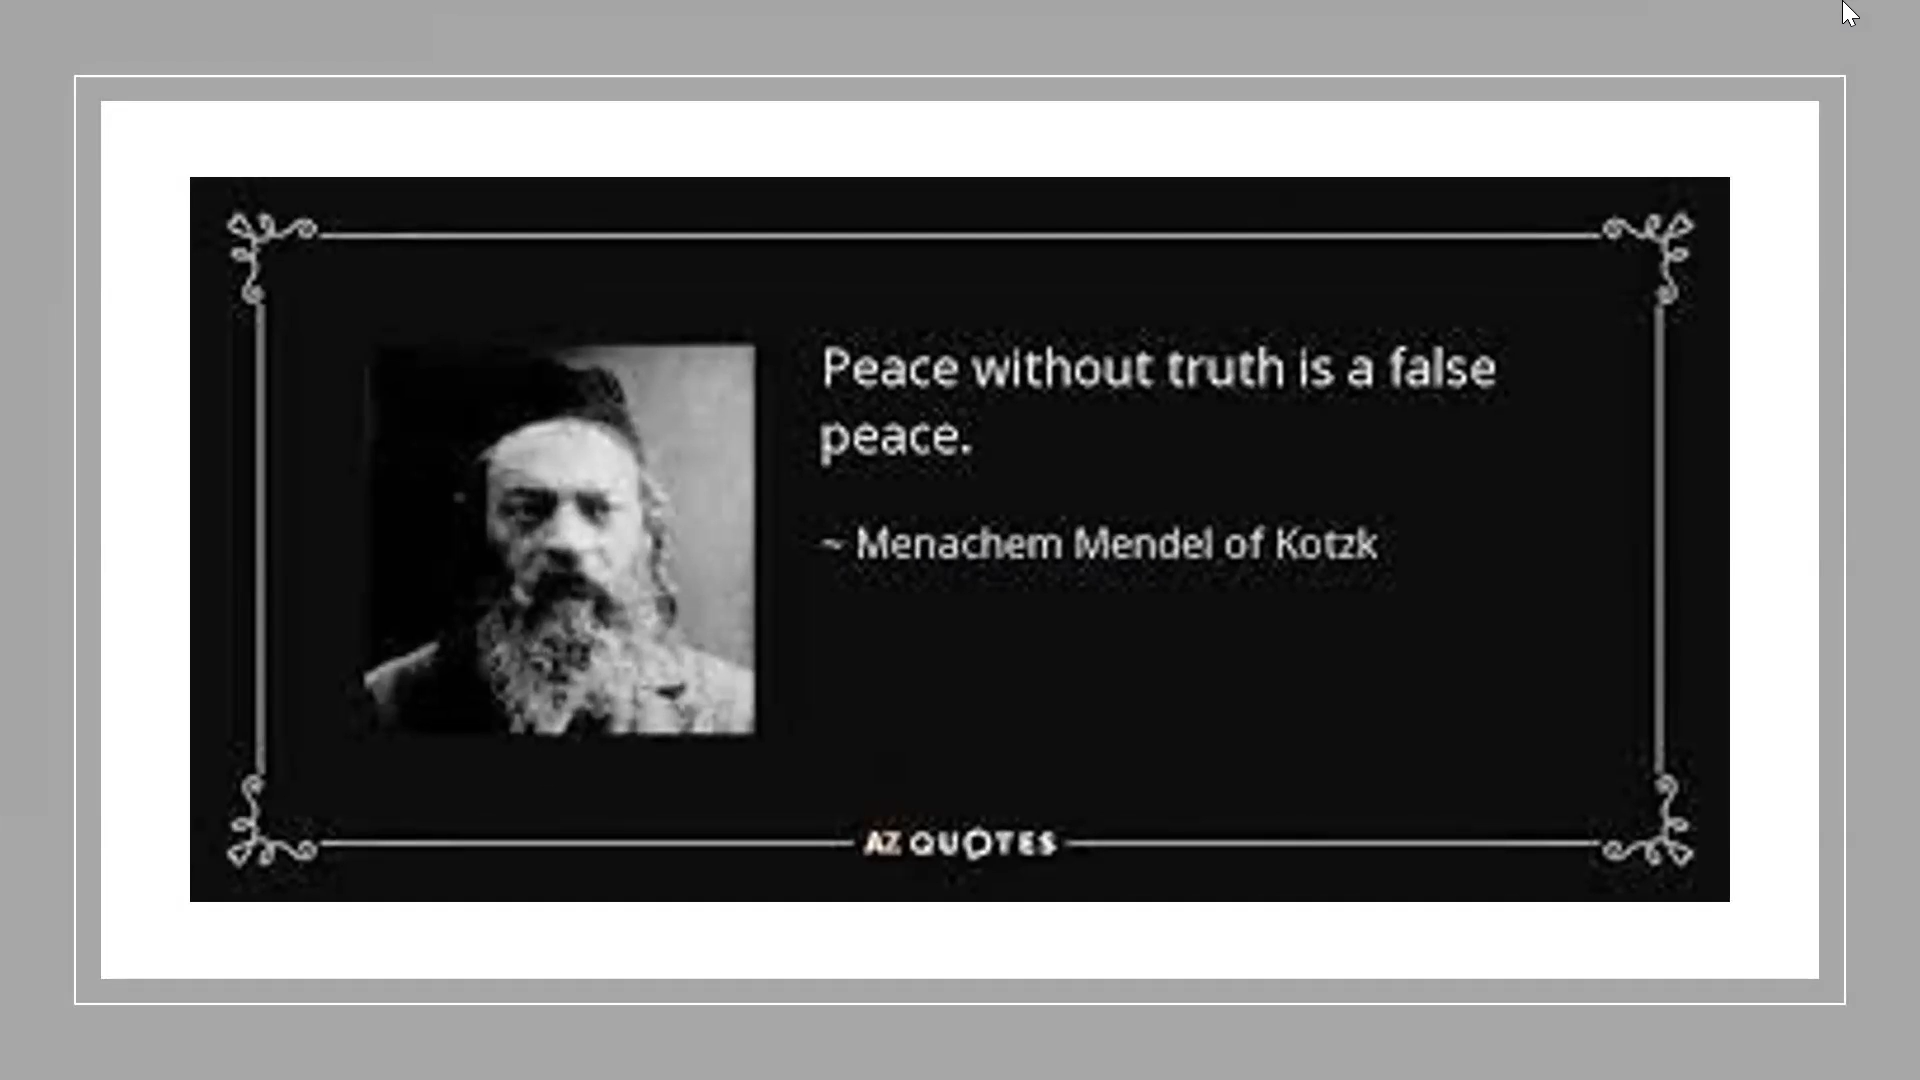 Peace without truth is a false
peace.
~ Menachem Mendel of Kotzk
AZ QUOTES